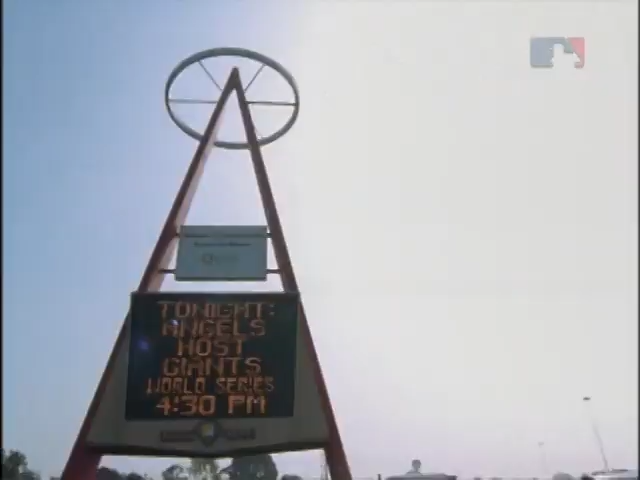 TONIGHT:
ANGELS
HOST
GIANTS
WORLD SERIES
4:30 PM